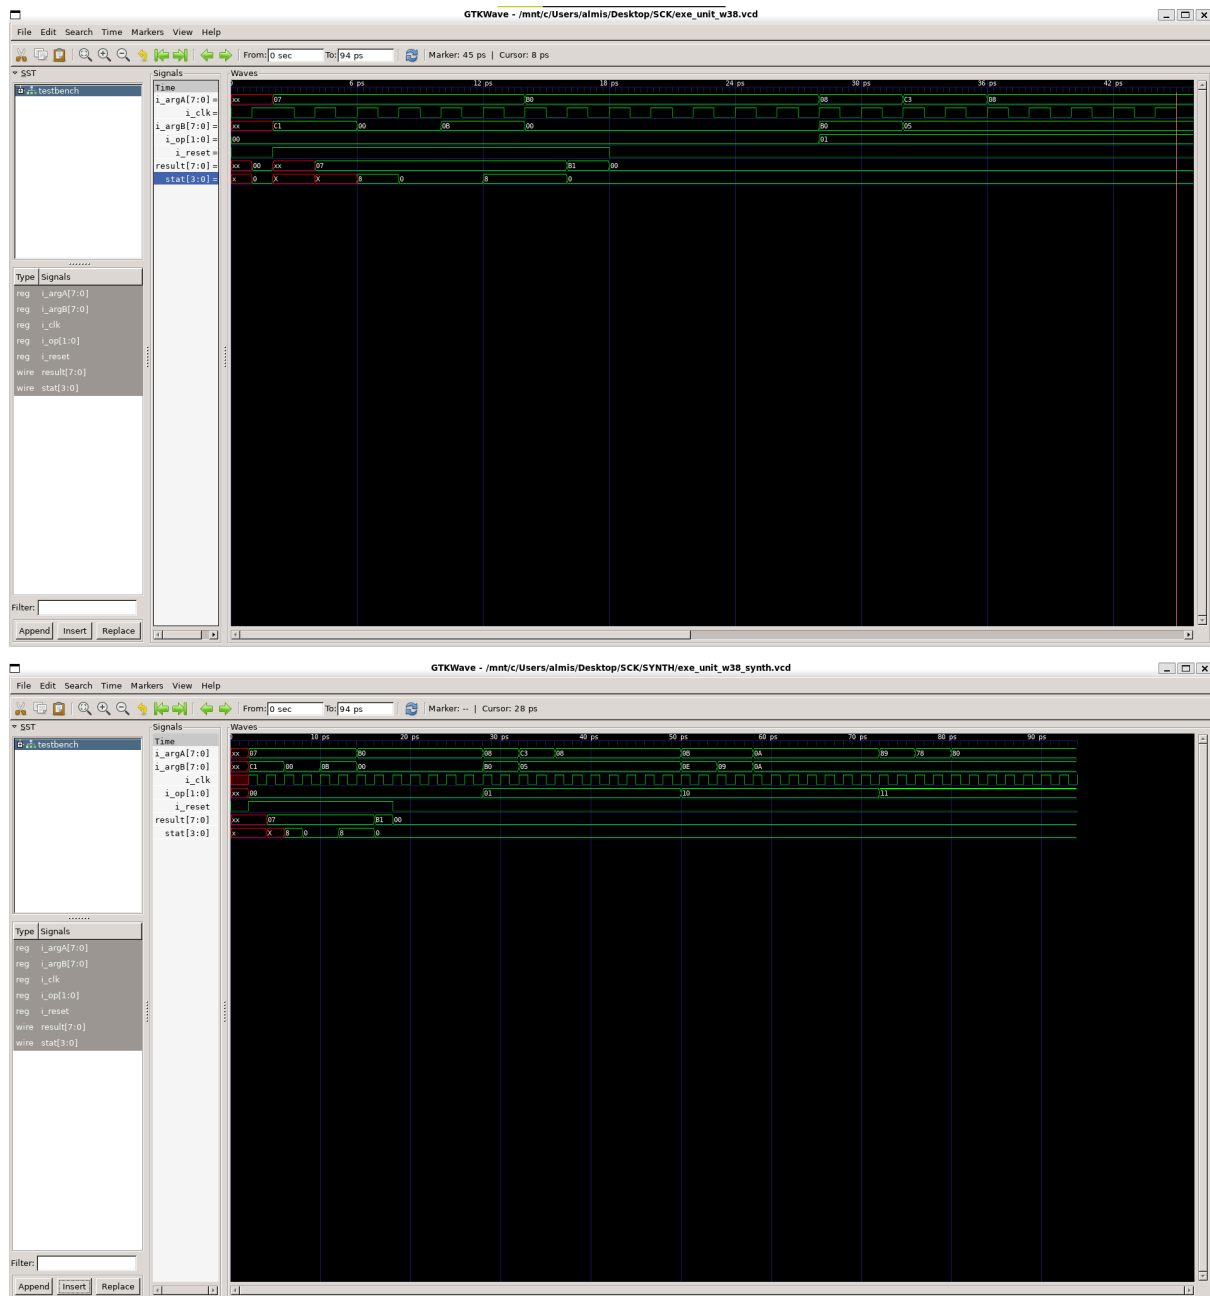 GTKWave - /mnt/c/Users/almis/Desktop/SCK/exe_unit_w38.vcd
File Edit Search Time Markers View Help
From: 0 sec To: 94 ps Marker: 45 ps | Cursor: 8 ps
SST
testbench
Type Signals
reg i_argA[7:0]
reg i_argB[7:0]
reg i_clk
reg i_op[1:0]
reg i_reset
wire result[7:0]
wire stat[3:0]
Filter:
Append Insert Replace
Signals
Time
i_argA[7:0] =
i_clk =
i_argB[7:0] =
i_op[1:0] =
i_reset =
result[7:0] =
stat[3:0] =
Waves
6 ps 12 ps 18 ps 24 ps 30 ps 36 ps 42 ps
xx 07 B0 08 C3 08
xx C1 00 0B 00 B0 05
00 01
xx 00 xx 07 B1 00
x 0 X X 8 0 8 0
GTKWave - /mnt/c/Users/almis/Desktop/SCK/SYNTH/exe_unit_w38_synth.vcd
File Edit Search Time Markers View Help
From: 0 sec To: 94 ps Marker: -- | Cursor: 28 ps
SST
testbench
Type Signals
reg i_argA[7:0]
reg i_argB[7:0]
reg i_clk
reg i_op[1:0]
reg i_reset
wire result[7:0]
wire stat[3:0]
Filter:
Append Insert Replace
Signals
Time
i_argA[7:0]
i_argB[7:0]
i_clk
i_op[1:0]
i_reset
result[7:0]
stat[3:0]
Waves
10 ps 20 ps 30 ps 40 ps 50 ps 60 ps 70 ps 80 ps 90 ps
xx 07 B0 08 C3 08 0B 0A 89 78 80
xx C1 00 0B 00 B0 05 0E 09 0A
xx 00 01 10 11
xx 07 B1 00
x X 8 0 8 0